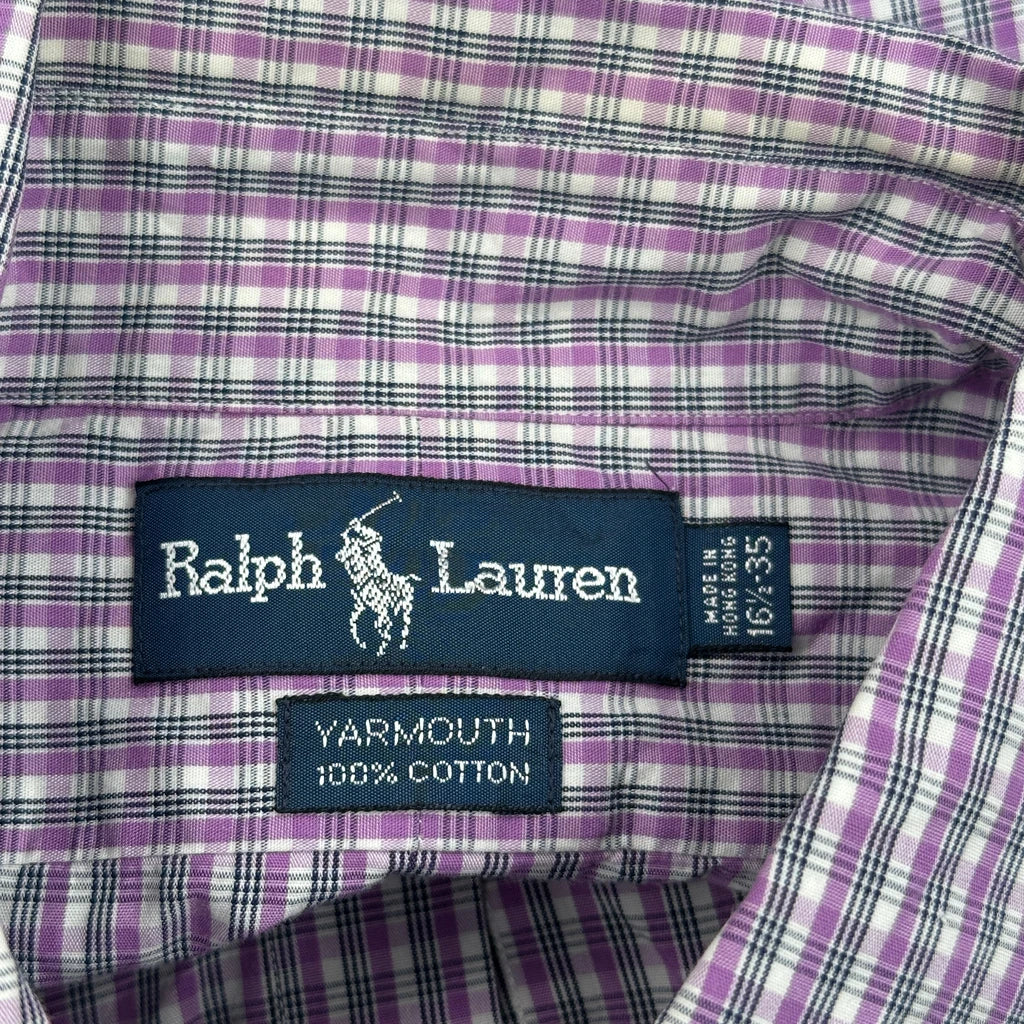 Ralph Lauren
MADE IN
HONG KONG
16½-35
YARMOUTH
100% COTTON